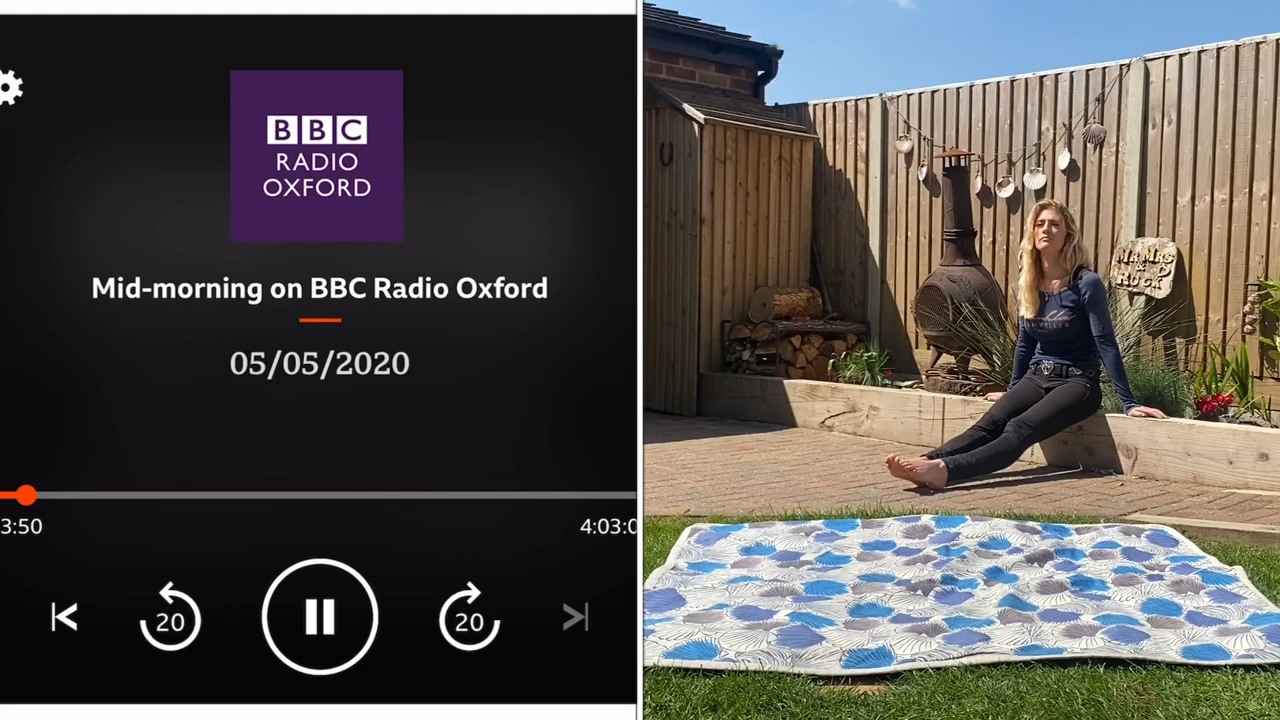 BBC
RADIO
OXFORD
Mid-morning on BBC Radio Oxford
05/05/2020
3:50
4:03:0
20
20
MR MRS
&
ROCK